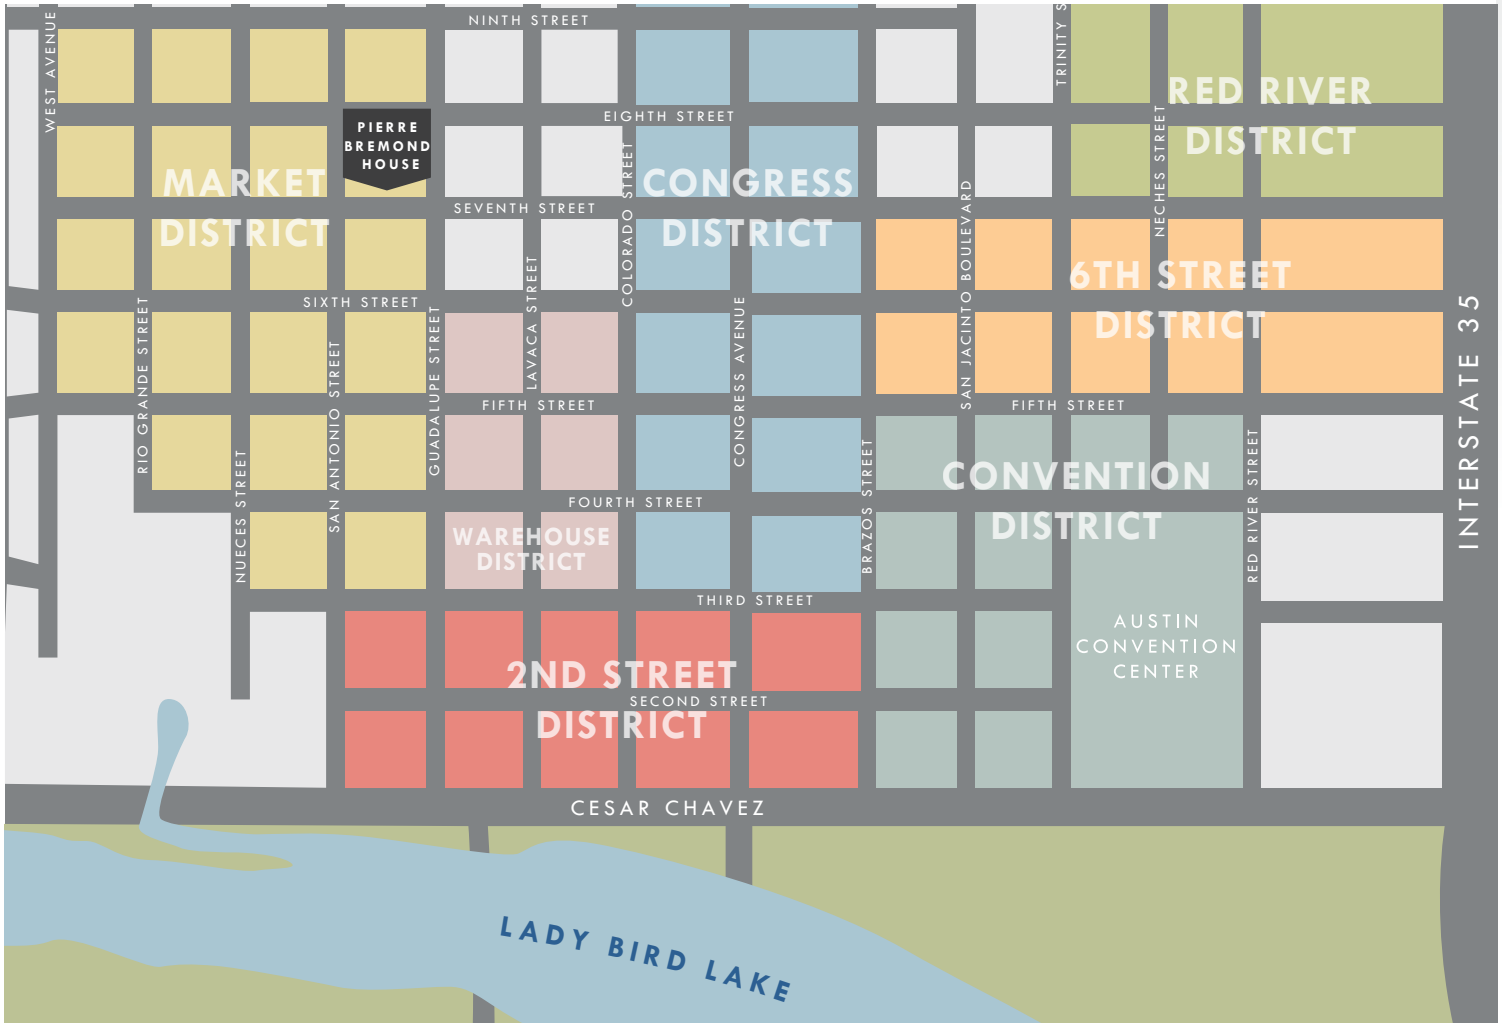 NINTH STREET
WEST AVENUE
TRINITY S
RED RIVER
DISTRICT
EIGHTH STREET
PIERRE
BREMOND
HOUSE
NECHES STREET
MARKET
DISTRICT
COLORADO STREET
CONGRESS
DISTRICT
SEVENTH STREET
SAN JACINTO BOULEVARD
6TH STREET
DISTRICT
LAVACA STREET
SIXTH STREET
RIO GRANDE STREET
GUADALUPE STREET
CONGRESS AVENUE
INTERSTATE 35
SAN ANTONIO STREET
FIFTH STREET
FIFTH STREET
BRAZOS STREET
RED RIVER STREET
NUECES STREET
CONVENTION
DISTRICT
FOURTH STREET
WAREHOUSE
DISTRICT
THIRD STREET
AUSTIN
CONVENTION
CENTER
2ND STREET
DISTRICT
SECOND STREET
CESAR CHAVEZ
LADY BIRD LAKE